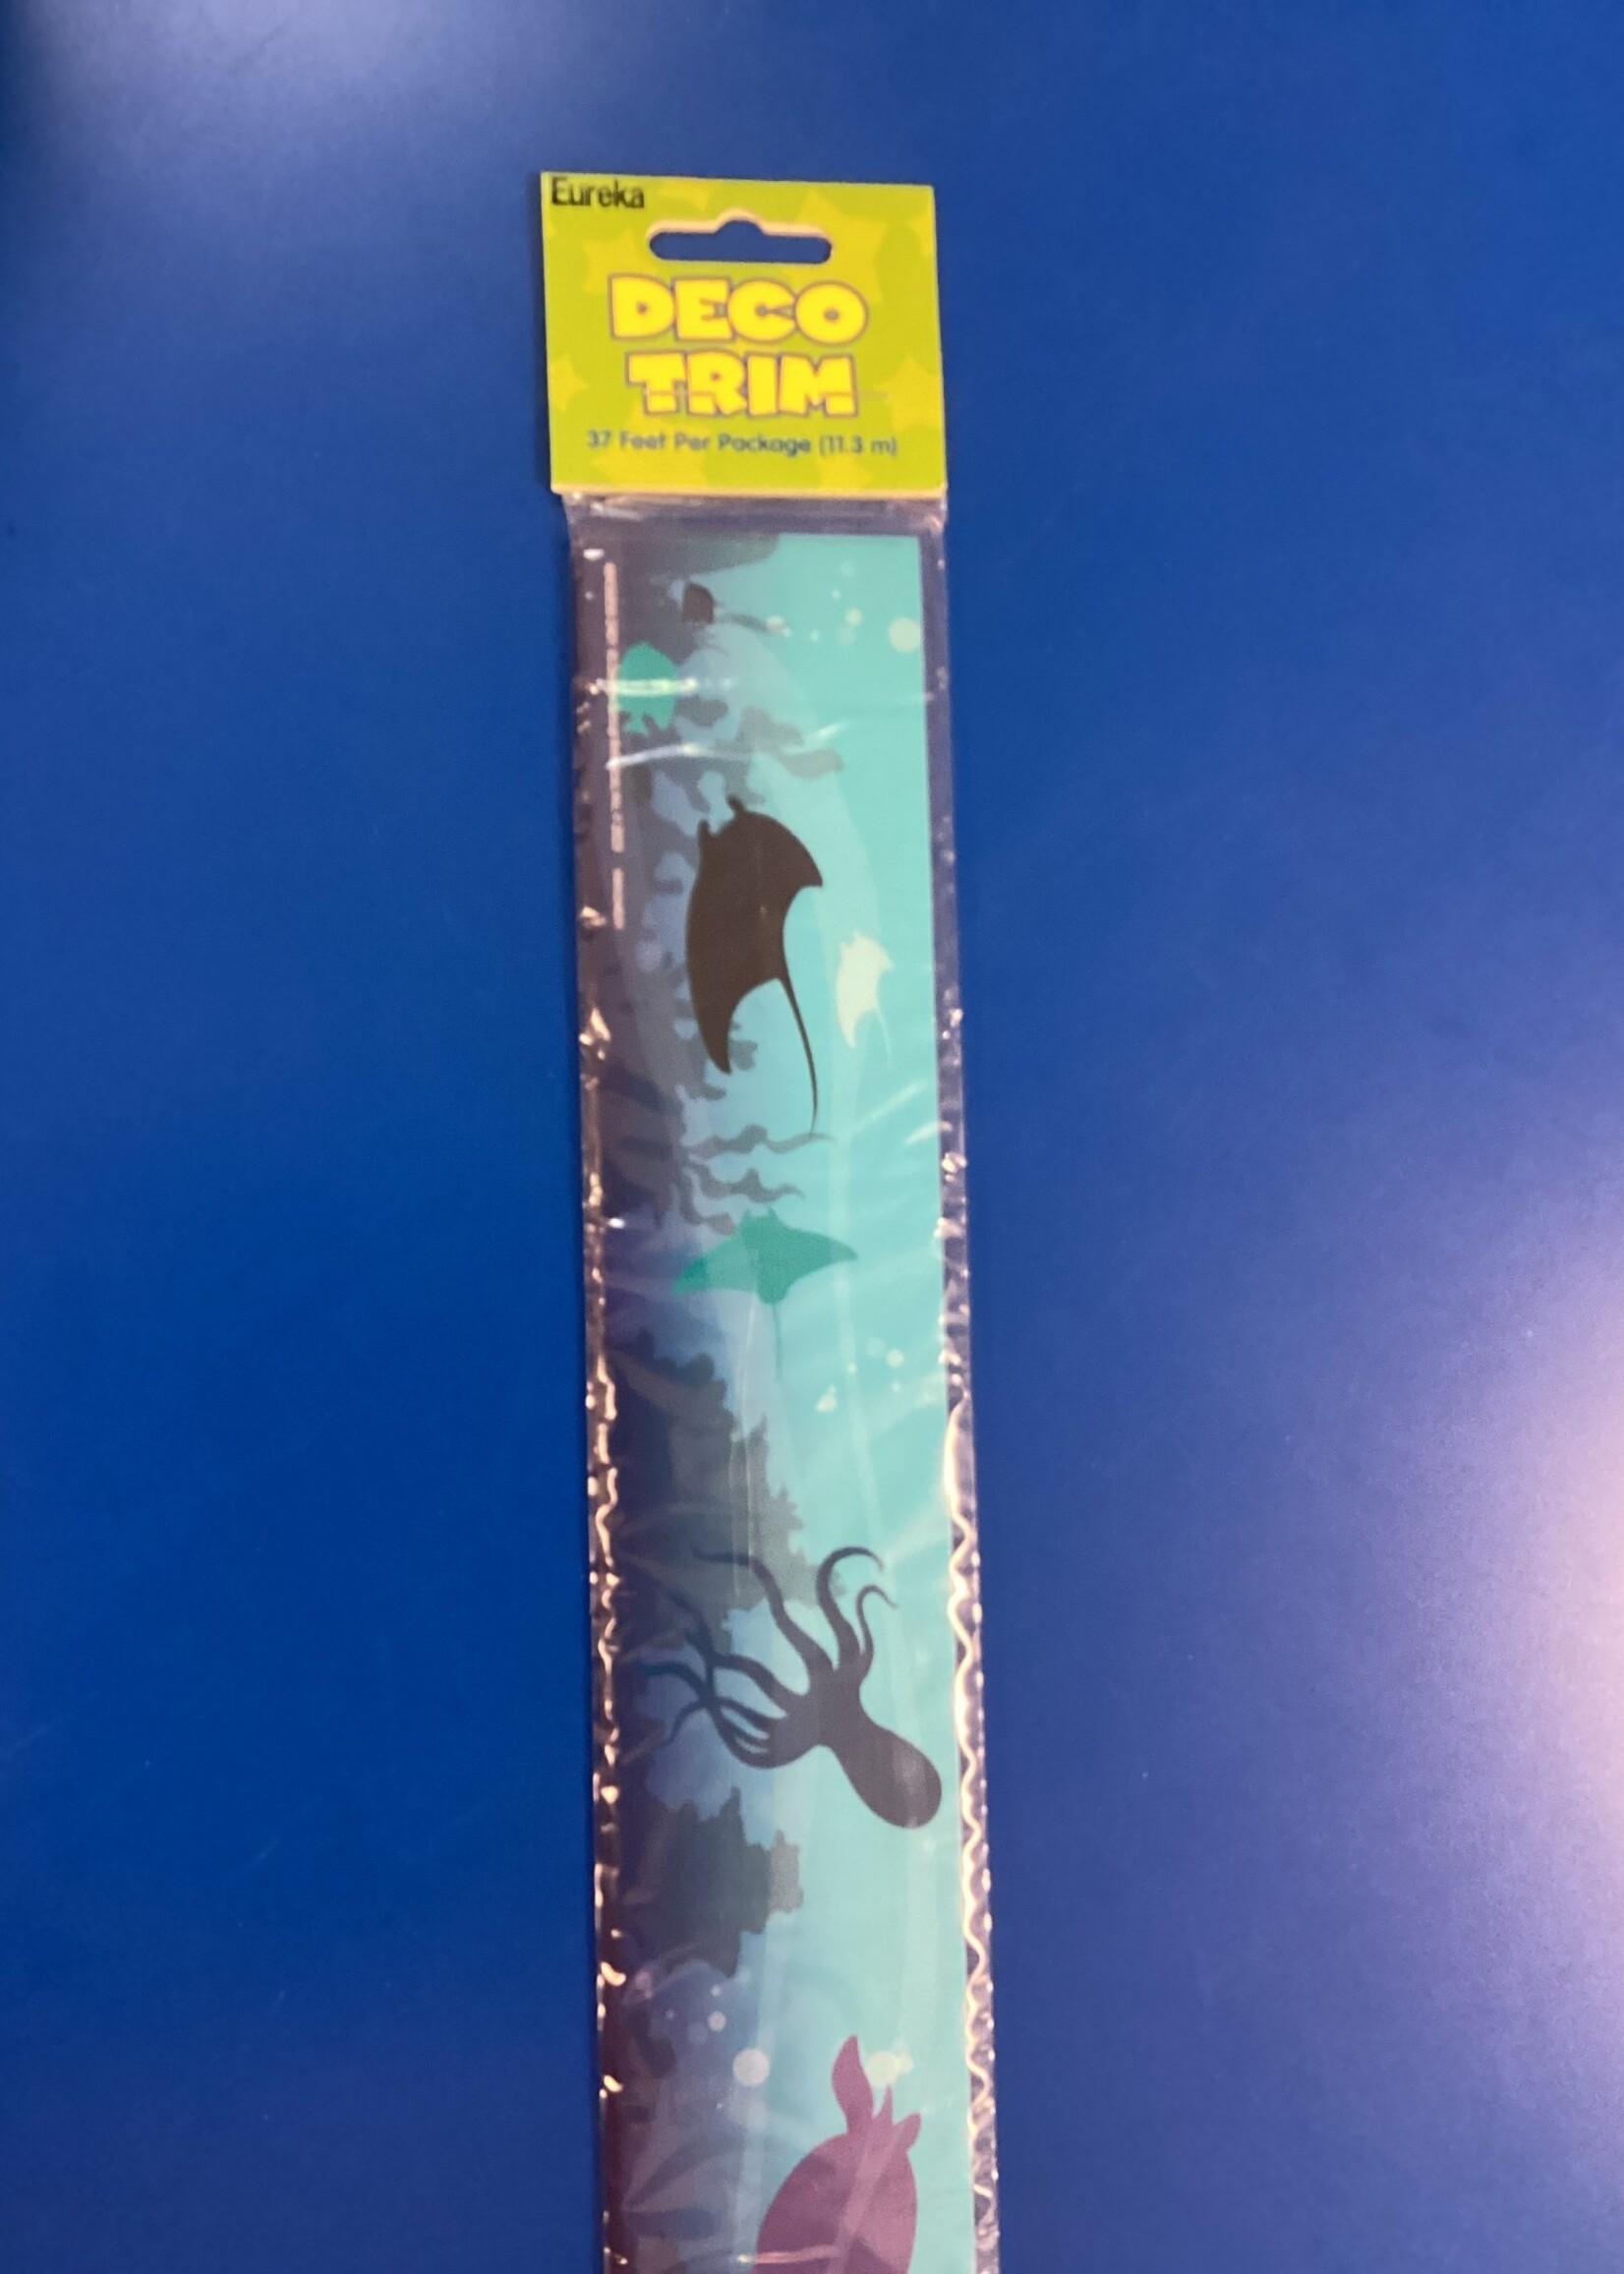 Eureka
DECO
TRIM
37 Feet Per Package (11.3 m)